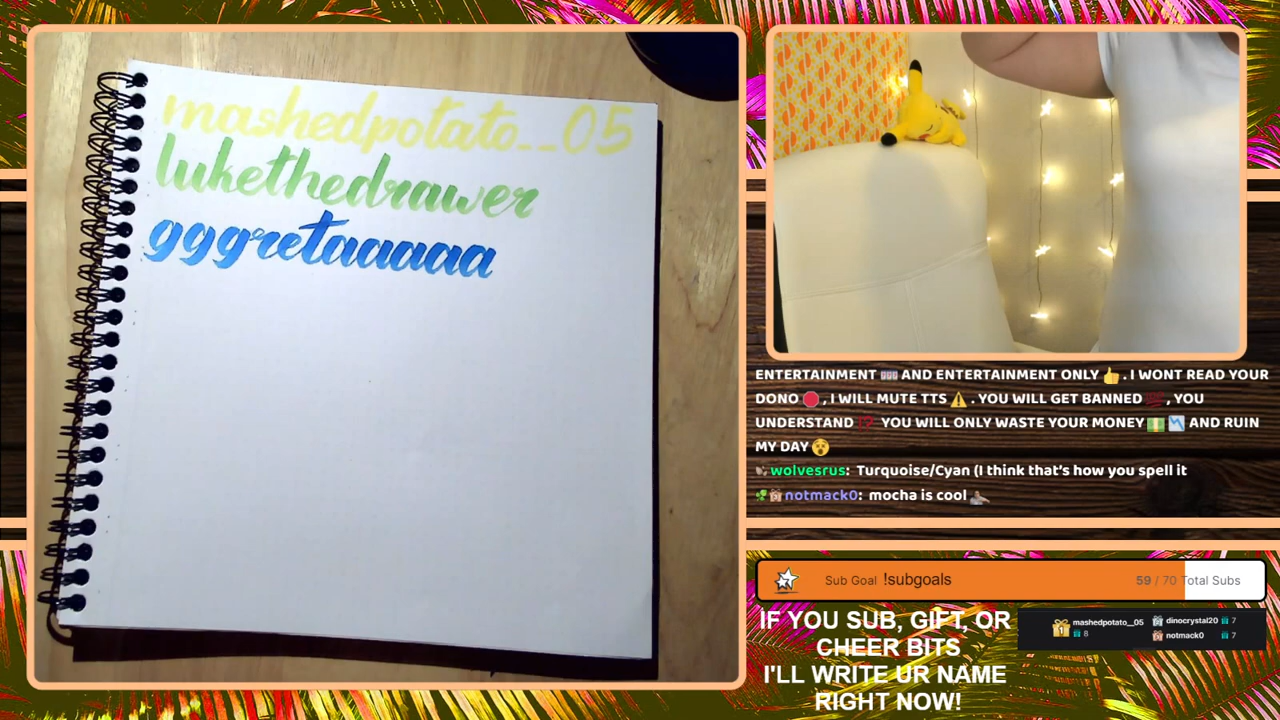 mashedpotato__05
lukethedrawer
gggretaaaaa
ENTERTAINMENT AND ENTERTAINMENT ONLY 👍. I WONT READ YOUR
DONO 🛑, I WILL MUTE TTS ⚠️. YOU WILL GET BANNED 💯, YOU
UNDERSTAND ⁉️ YOU WILL ONLY WASTE YOUR MONEY 💵 📉 AND RUIN
MY DAY 😮
wolvesrus: Turquoise/Cyan (I think that's how you spell it
notmack0: mocha is cool
Sub Goal !subgoals 59 / 70 Total Subs
IF YOU SUB, GIFT, OR
CHEER BITS
I'LL WRITE UR NAME
RIGHT NOW!
1 mashedpotato__05 8
dinocrystal20 7
notmack0 7